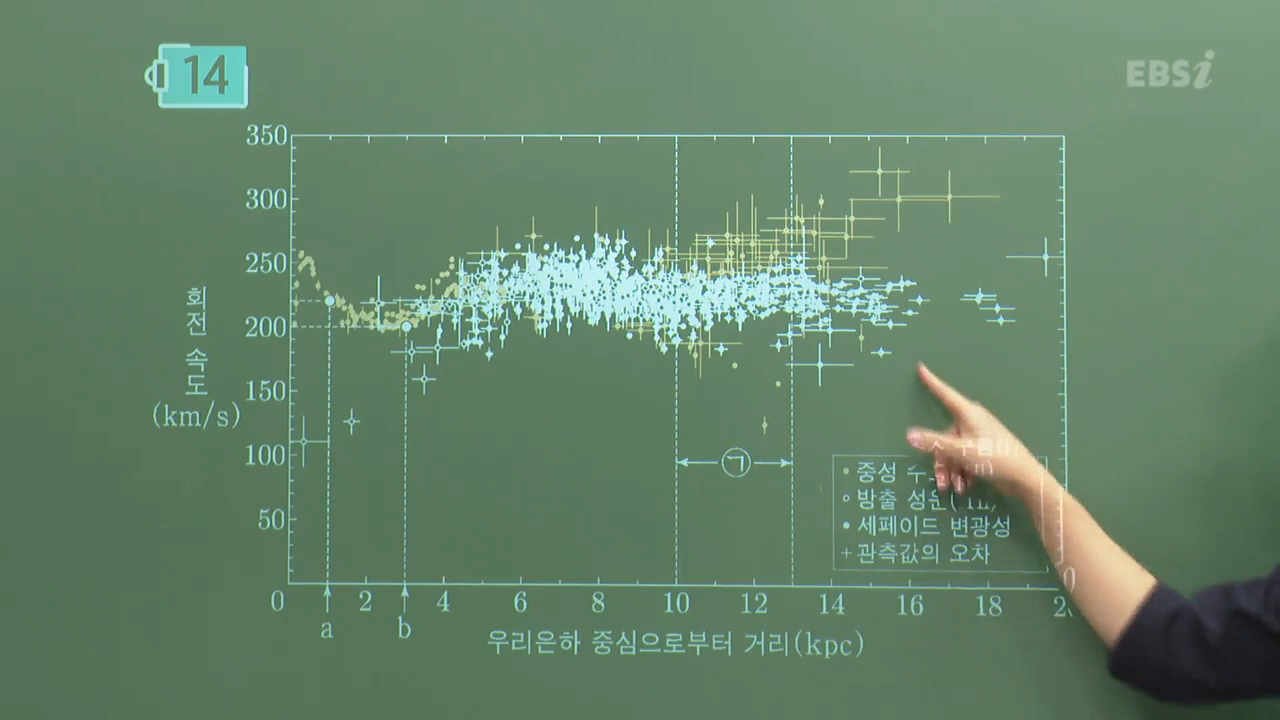 14
EBSi
350
300
250
200
150
100
50
회전 속도
(km/s)
㉠
중성
방출 성운
세페이드 변광성
+ 관측값의 오차
0 2 4 6 8 10 12 14 16 18
a b
우리은하 중심으로부터 거리(kpc)